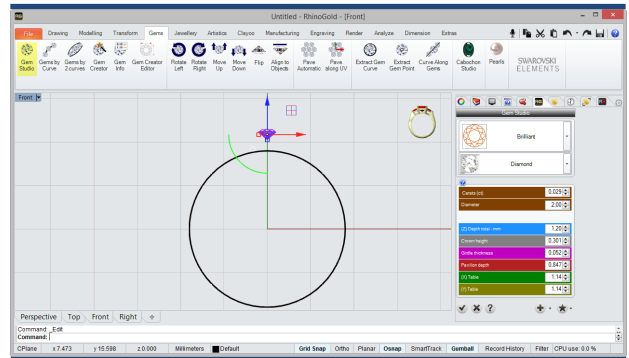 Untitled - RhinoGold - [Front]
File Drawing Modelling Transform Gems Jewellery Artistica Clayoo Manufacturing Engraving Render Analyze Dimension Extras
Gem Studio
Gems by Curve
Gems by 2 curves
Gem Creator
Gem Info
Gem Creator Editor
Rotate Left
Rotate Right
Move Up
Move Down
Flip
Align to Objects
Pave Automatic
Pave along UV
Extract Gem Curve
Extract Gem Point
Curve Along Gems
Cabochon Studio
Pearls
SWAROVSKI ELEMENTS
Front
Gem Studio
Brilliant
Diamond
Carats (ct) 0.029
Diameter 2.00
(Z) Depth total - mm 1.20
Crown height 0.301
Girdle thickness 0.052
Pavilion depth 0.847
(X) Table 1.14
(Y) Table 1.14
Perspective Top Front Right
Command: _Edit
Command:
CPlane x 7.473 y 15.598 z 0.000 Millimeters Default Grid Snap Ortho Planar Osnap SmartTrack Gumball Record History Filter CPU use: 0.0 %